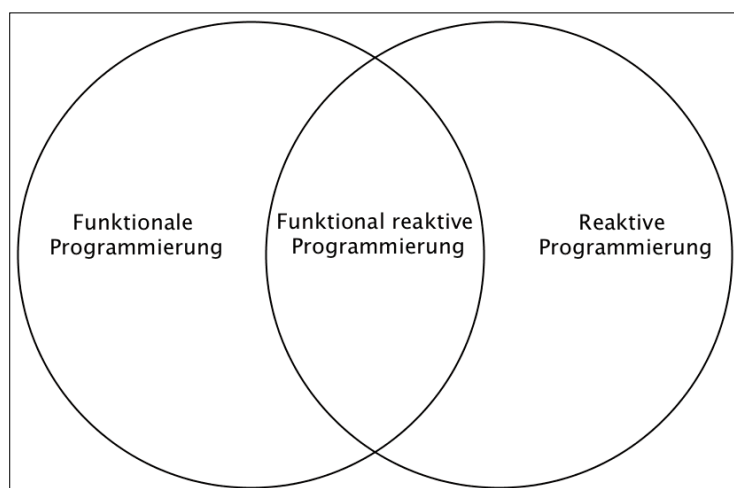 Funktionale
Programmierung
Funktional reaktive
Programmierung
Reaktive
Programmierung